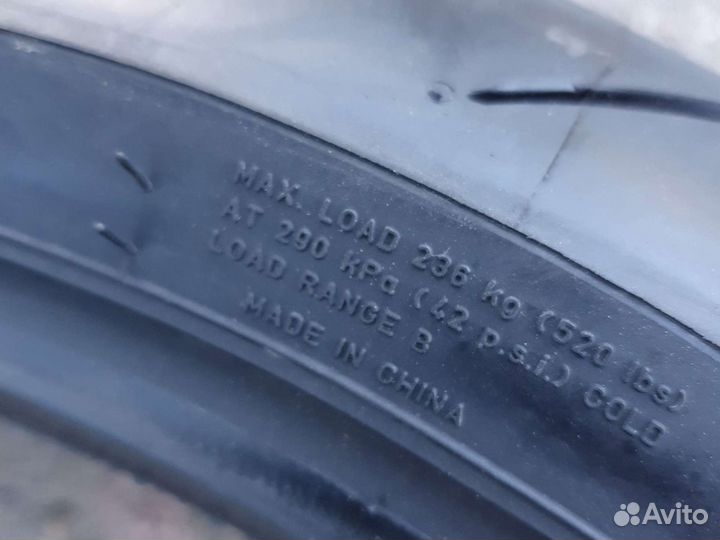 MAX. LOAD 236 Kg (520 lbs)
AT 290 KPa (42 p.s.i.) COLD
LOAD RANGE B
MADE IN CHINA
Avito